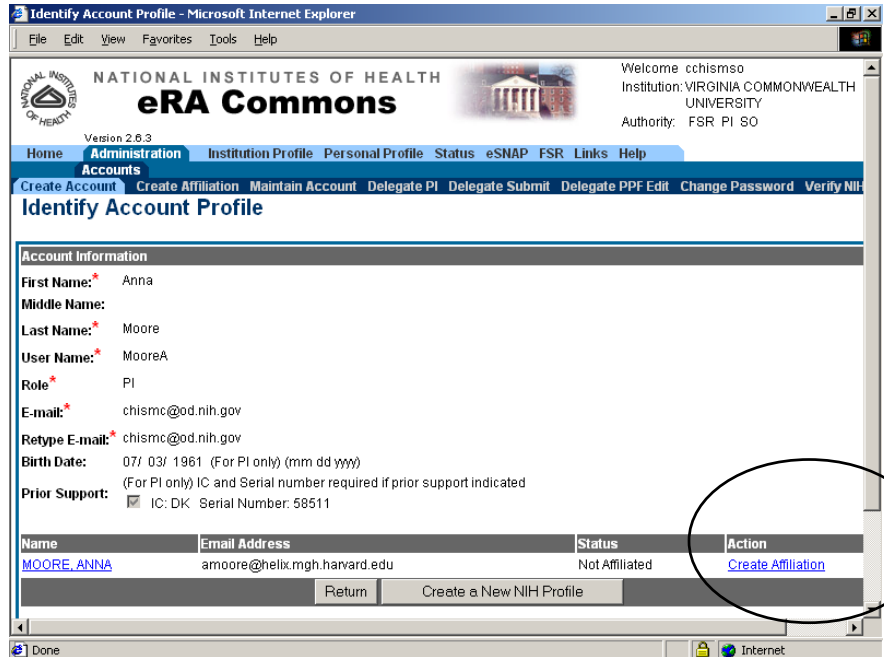 Identify Account Profile - Microsoft Internet Explorer
File Edit View Favorites Tools Help
NATIONAL INSTITUTES OF HEALTH
eRA Commons
NATIONAL INSTITUTES OF HEALTH
Version 2.6.3
Welcome cchismso
Institution: VIRGINIA COMMONWEALTH
UNIVERSITY
Authority: FSR PI SO
Home Administration Institution Profile Personal Profile Status eSNAP FSR Links Help
Accounts
Create Account Create Affiliation Maintain Account Delegate PI Delegate Submit Delegate PPF Edit Change Password Verify NIH
Identify Account Profile
Account Information
First Name:* Anna
Middle Name:
Last Name:* Moore
User Name:* MooreA
Role* PI
E-mail:* chismc@od.nih.gov
Retype E-mail:* chismc@od.nih.gov
Birth Date: 07/ 03/ 1961 (For PI only) (mm dd yyyy)
Prior Support: (For PI only) IC and Serial number required if prior support indicated
IC: DK Serial Number: 58511
Name Email Address Status Action
MOORE, ANNA amoore@helix.mgh.harvard.edu Not Affiliated Create Affiliation
Return Create a New NIH Profile
Done Internet